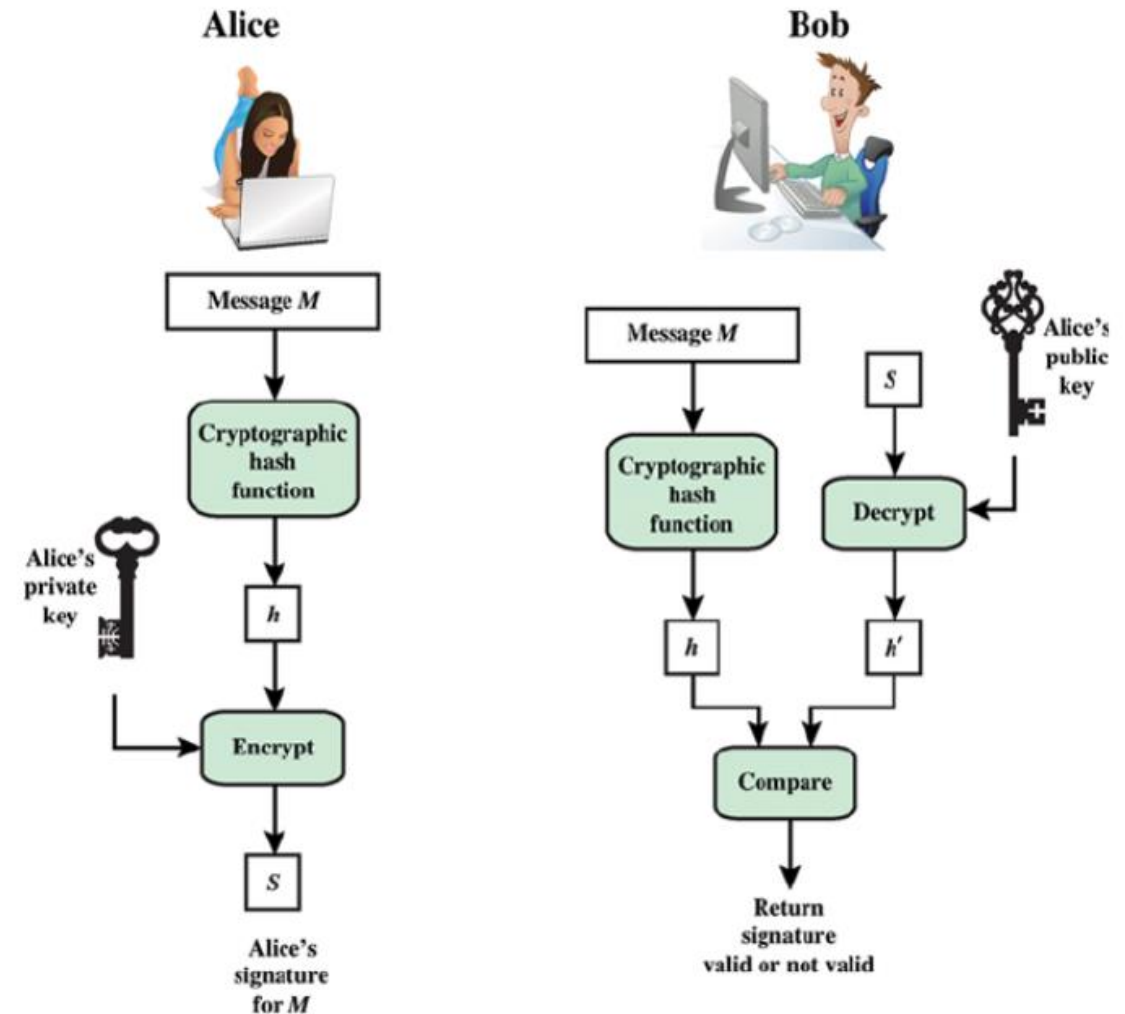 Alice
Bob
Message M
Cryptographic
hash
function
Alice's
private
key
h
Encrypt
S
Alice's
signature
for M
Message M
Cryptographic
hash
function
S
Alice's
public
key
Decrypt
h
h′
Compare
Return
signature
valid or not valid